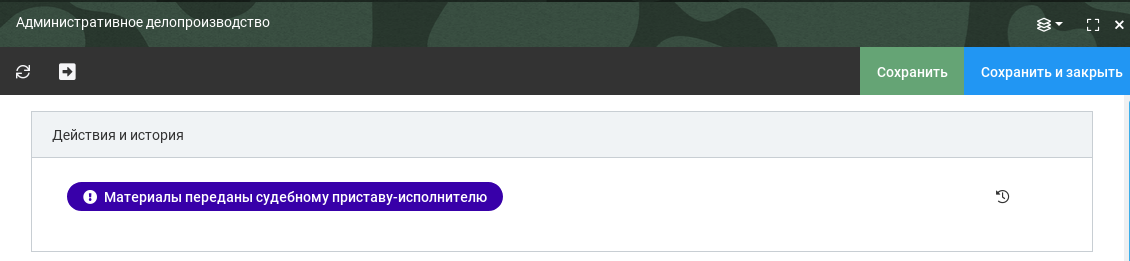 Административное делопроизводство
Сохранить
Сохранить и закрыть
Действия и история
Материалы переданы судебному приставу-исполнителю